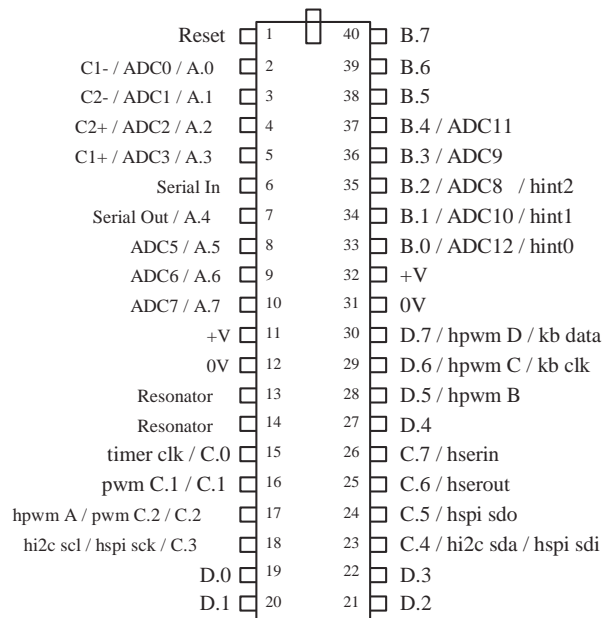 Reset 1 40 B.7
C1- / ADC0 / A.0 2 39 B.6
C2- / ADC1 / A.1 3 38 B.5
C2+ / ADC2 / A.2 4 37 B.4 / ADC11
C1+ / ADC3 / A.3 5 36 B.3 / ADC9
Serial In 6 35 B.2 / ADC8 / hint2
Serial Out / A.4 7 34 B.1 / ADC10 / hint1
ADC5 / A.5 8 33 B.0 / ADC12 / hint0
ADC6 / A.6 9 32 +V
ADC7 / A.7 10 31 0V
+V 11 30 D.7 / hpwm D / kb data
0V 12 29 D.6 / hpwm C / kb clk
Resonator 13 28 D.5 / hpwm B
Resonator 14 27 D.4
timer clk / C.0 15 26 C.7 / hserin
pwm C.1 / C.1 16 25 C.6 / hserout
hpwm A / pwm C.2 / C.2 17 24 C.5 / hspi sdo
hi2c scl / hspi sck / C.3 18 23 C.4 / hi2c sda / hspi sdi
D.0 19 22 D.3
D.1 20 21 D.2